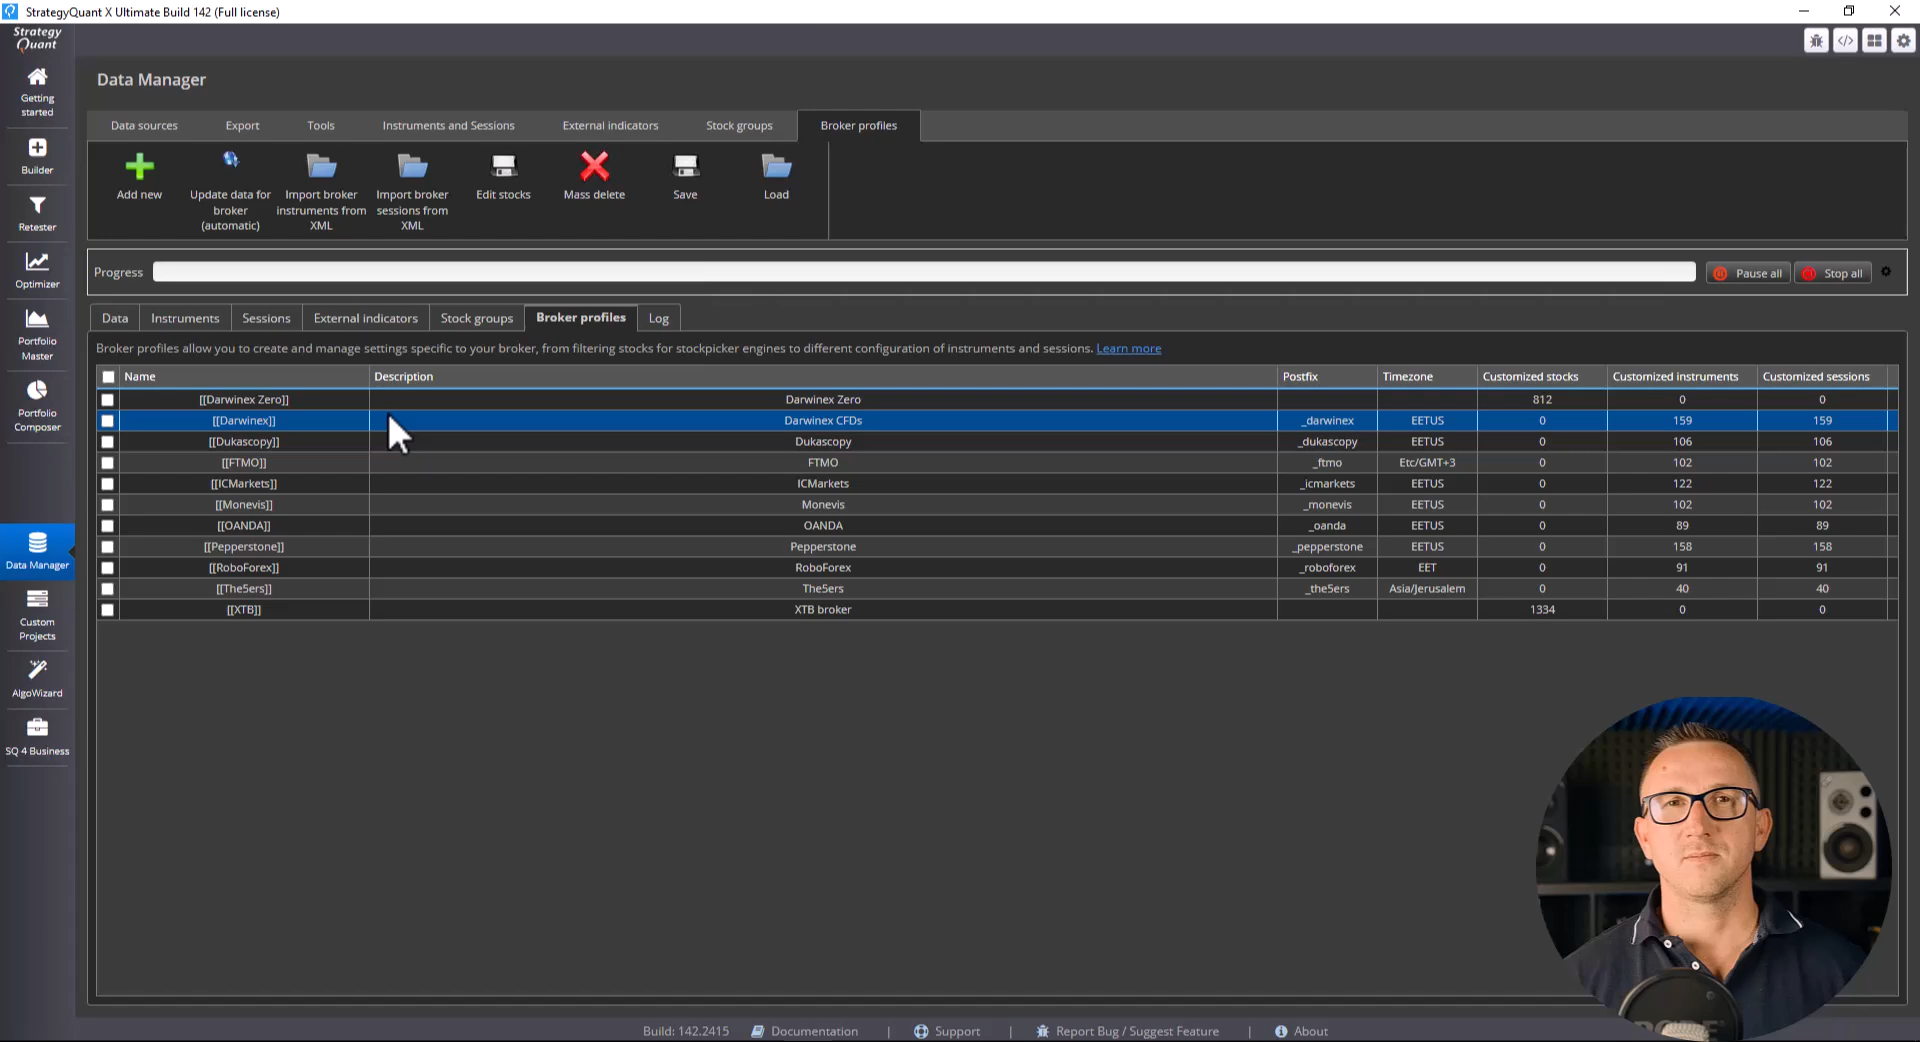 StrategyQuant X Ultimate Build 142 (Full license)
Strategy
Quant
Getting
started
Builder
Retester
Optimizer
Portfolio
Master
Portfolio
Composer
Data Manager
Custom
Projects
AlgoWizard
SQ 4 Business
Data Manager
Data sources Export Tools Instruments and Sessions External indicators Stock groups Broker profiles
Add new
Update data for
broker
(automatic)
Import broker
instruments from
XML
Import broker
sessions from
XML
Edit stocks
Mass delete
Save
Load
Progress Pause all Stop all
Data Instruments Sessions External indicators Stock groups Broker profiles Log
Broker profiles allow you to create and manage settings specific to your broker, from filtering stocks for stockpicker engines to different configuration of instruments and sessions. Learn more
Name Description Postfix Timezone Customized stocks Customized instruments Customized sessions
[[Darwinex Zero]] Darwinex Zero 812 0 0
[[Darwinex]] Darwinex CFDs _darwinex EETUS 0 159 159
[[Dukascopy]] Dukascopy _dukascopy EETUS 0 106 106
[[FTMO]] FTMO _ftmo Etc/GMT+3 0 102 102
[[ICMarkets]] ICMarkets _icmarkets EETUS 0 122 122
[[Monevis]] Monevis _monevis EETUS 0 102 102
[[OANDA]] OANDA _oanda EETUS 0 89 89
[[Pepperstone]] Pepperstone _pepperstone EETUS 0 158 158
[[RoboForex]] RoboForex _roboforex EET 0 91 91
[[The5ers]] The5ers _the5ers Asia/Jerusalem 0 40 40
[[XTB]] XTB broker 1334 0 0
Build: 142.2415 Documentation | Support | Report Bug / Suggest Feature | About